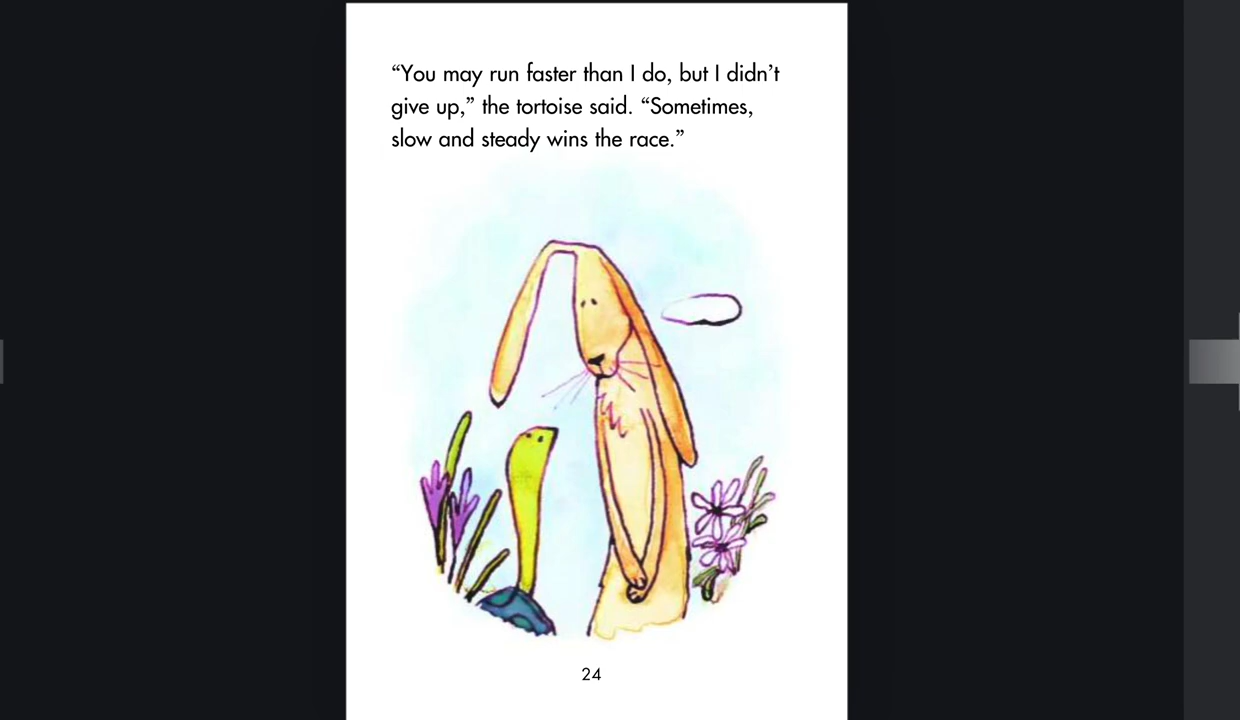 “You may run faster than I do, but I didn’t
give up,” the tortoise said. “Sometimes,
slow and steady wins the race.”
24